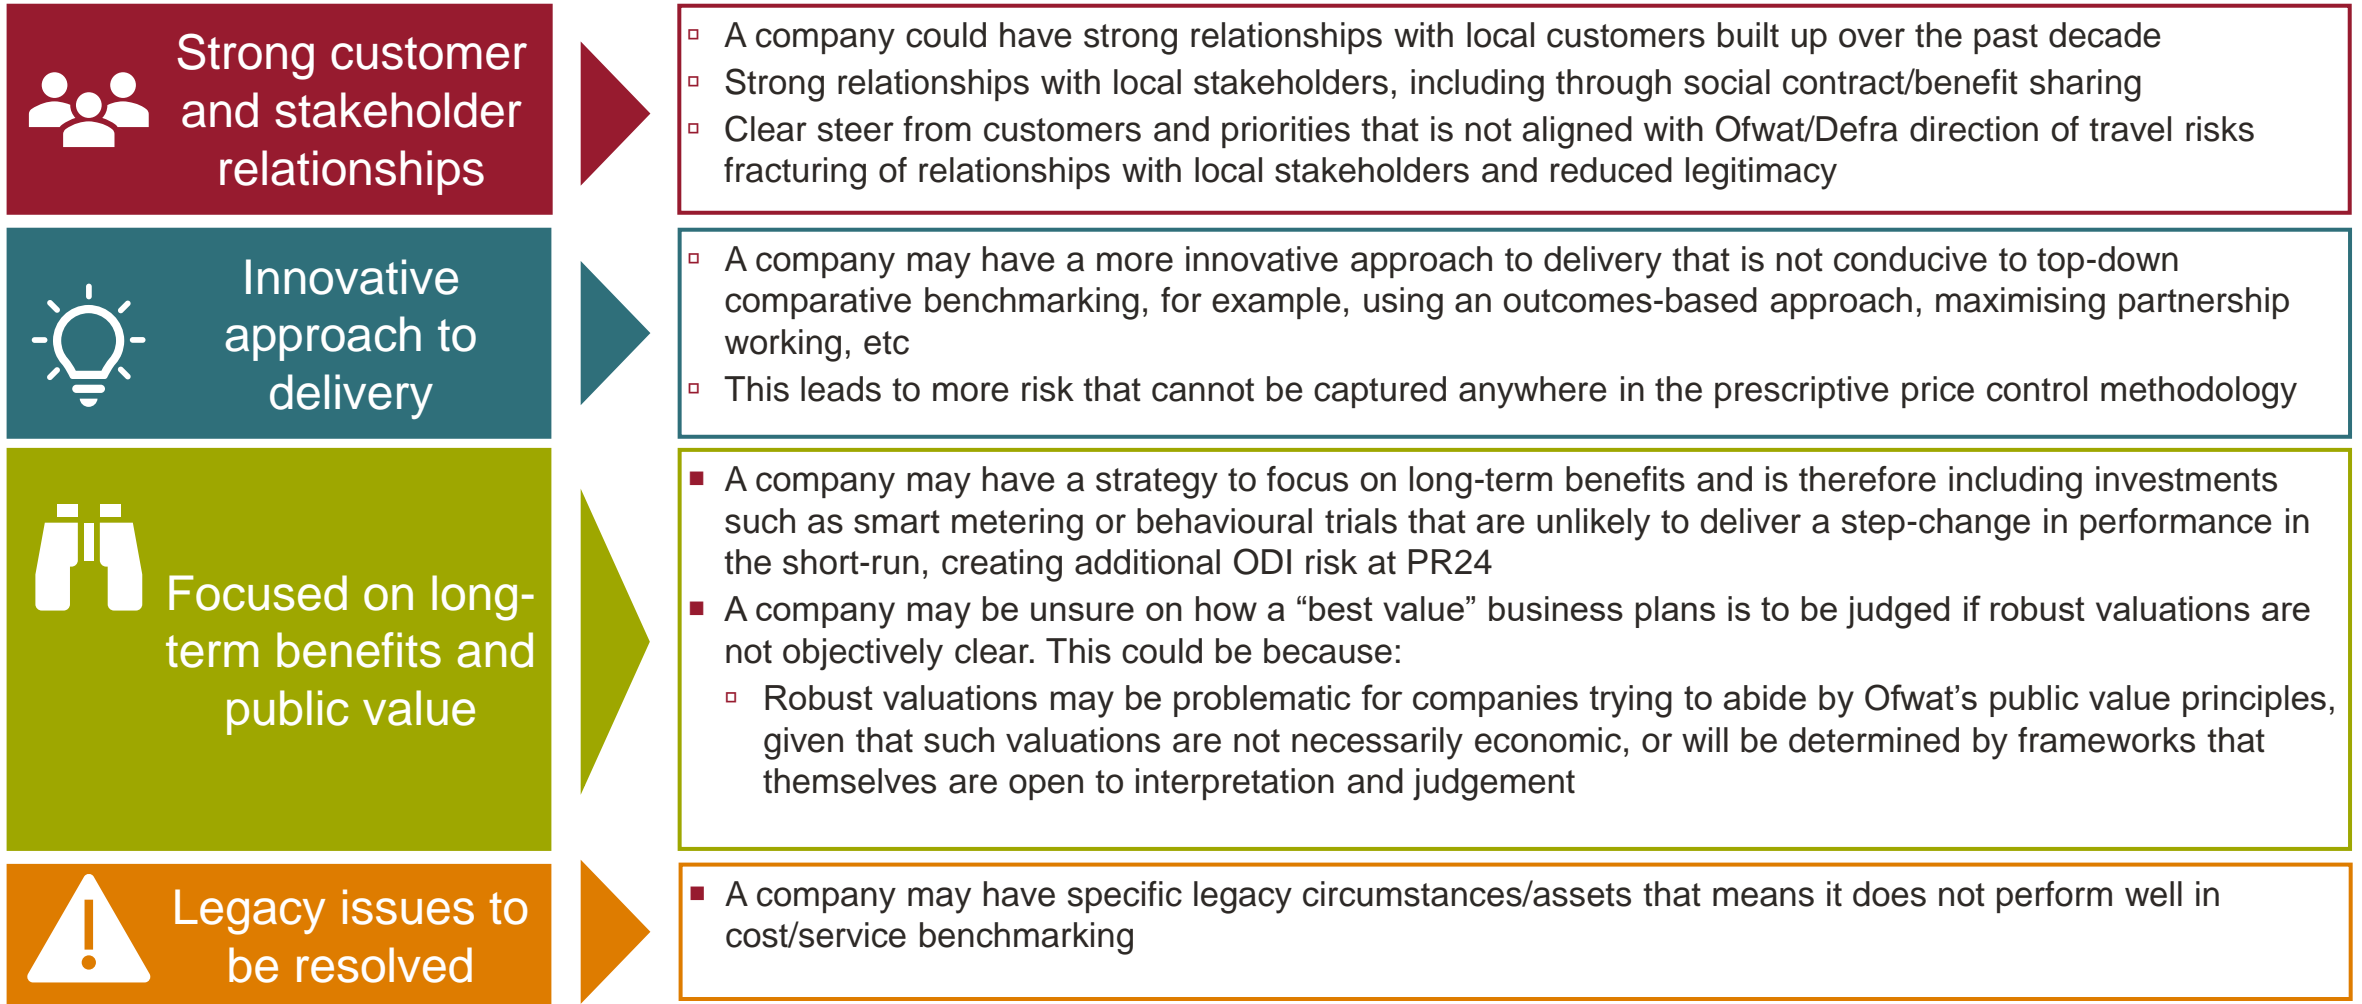 Strong customer
and stakeholder
relationships
A company could have strong relationships with local customers built up over the past decade
Strong relationships with local stakeholders, including through social contract/benefit sharing
Clear steer from customers and priorities that is not aligned with Ofwat/Defra direction of travel risks
fracturing of relationships with local stakeholders and reduced legitimacy
Innovative
approach to
delivery
A company may have a more innovative approach to delivery that is not conducive to top-down
comparative benchmarking, for example, using an outcomes-based approach, maximising partnership
working, etc
This leads to more risk that cannot be captured anywhere in the prescriptive price control methodology
Focused on long-
term benefits and
public value
A company may have a strategy to focus on long-term benefits and is therefore including investments
such as smart metering or behavioural trials that are unlikely to deliver a step-change in performance in
the short-run, creating additional ODI risk at PR24
A company may be unsure on how a “best value” business plans is to be judged if robust valuations are
not objectively clear. This could be because:
Robust valuations may be problematic for companies trying to abide by Ofwat’s public value principles,
given that such valuations are not necessarily economic, or will be determined by frameworks that
themselves are open to interpretation and judgement
Legacy issues to
be resolved
A company may have specific legacy circumstances/assets that means it does not perform well in
cost/service benchmarking